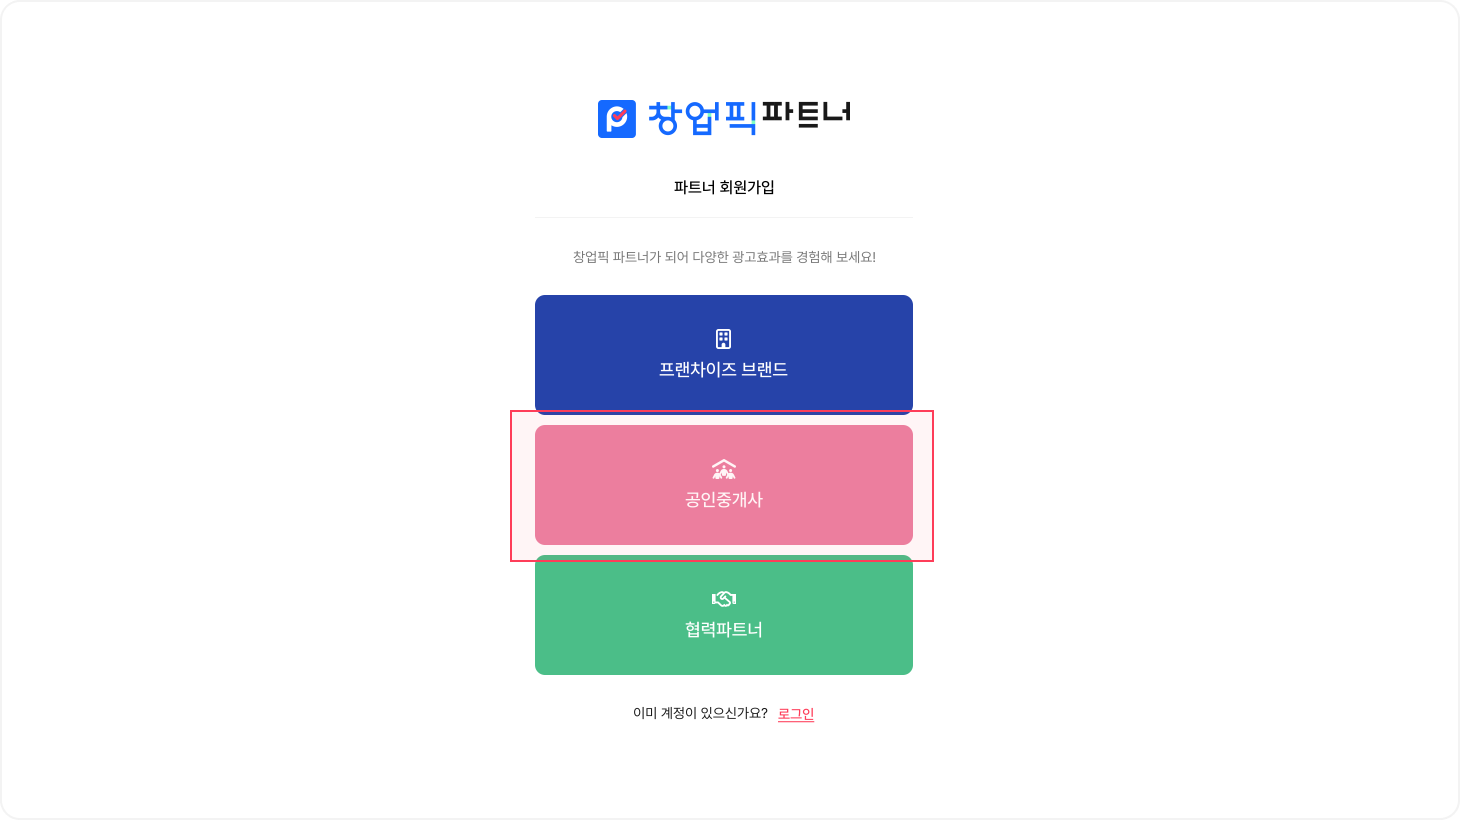 창업픽 파트너
파트너 회원가입
창업픽 파트너가 되어 다양한 광고효과를 경험해 보세요!
프랜차이즈 브랜드
공인중개사
협력파트너
이미 계정이 있으신가요? 로그인